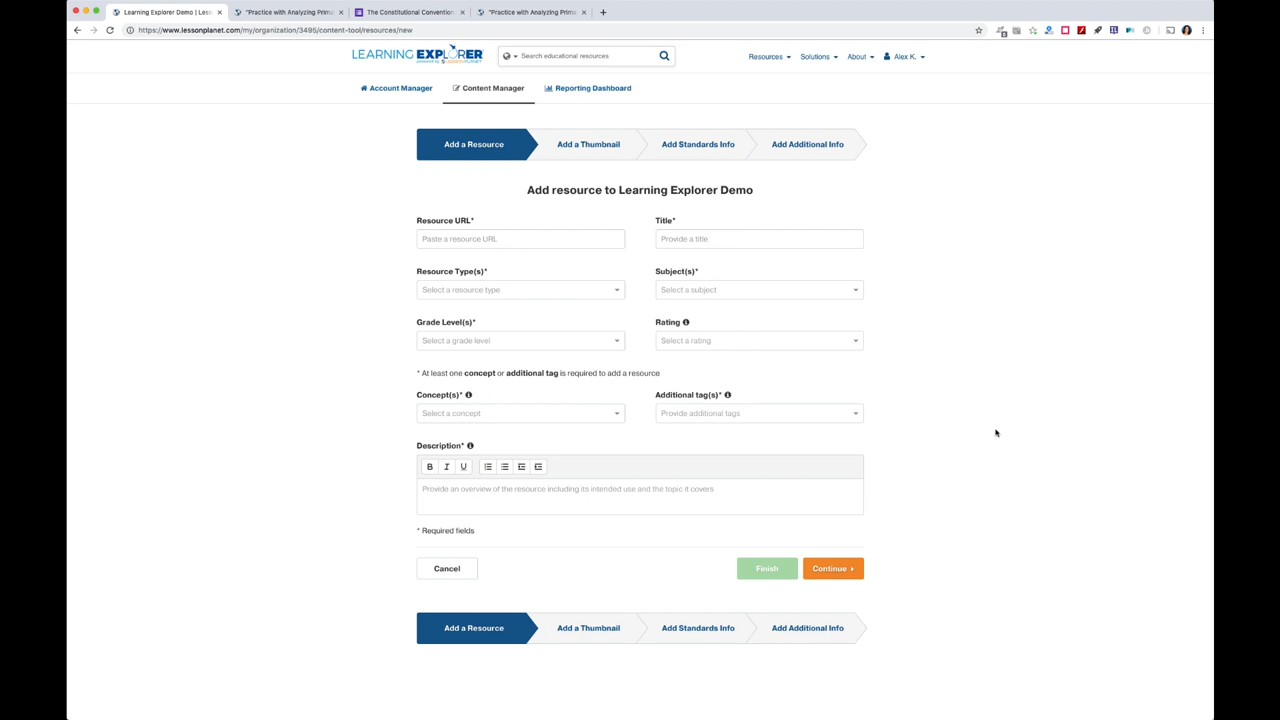 Learning Explorer Demo | Less
"Practice with Analyzing Prima
The Constitutional Convention
"Practice with Analyzing Prima
https://www.lessonplanet.com/my/organization/3495/content-tool/resources/new
LEARNING EXPLORER
Search educational resources
Resources
Solutions
About
Alex K.
Account Manager
Content Manager
Reporting Dashboard
Add a Resource
Add a Thumbnail
Add Standards Info
Add Additional Info
Add resource to Learning Explorer Demo
Resource URL*
Title*
Paste a resource URL
Provide a title
Resource Type(s)*
Subject(s)*
Select a resource type
Select a subject
Grade Level(s)*
Rating
Select a grade level
Select a rating
* At least one concept or additional tag is required to add a resource
Concept(s)*
Additional tag(s)*
Select a concept
Provide additional tags
Description*
B I U
Provide an overview of the resource including its intended use and the topic it covers
* Required fields
Cancel
Finish
Continue
Add a Resource
Add a Thumbnail
Add Standards Info
Add Additional Info